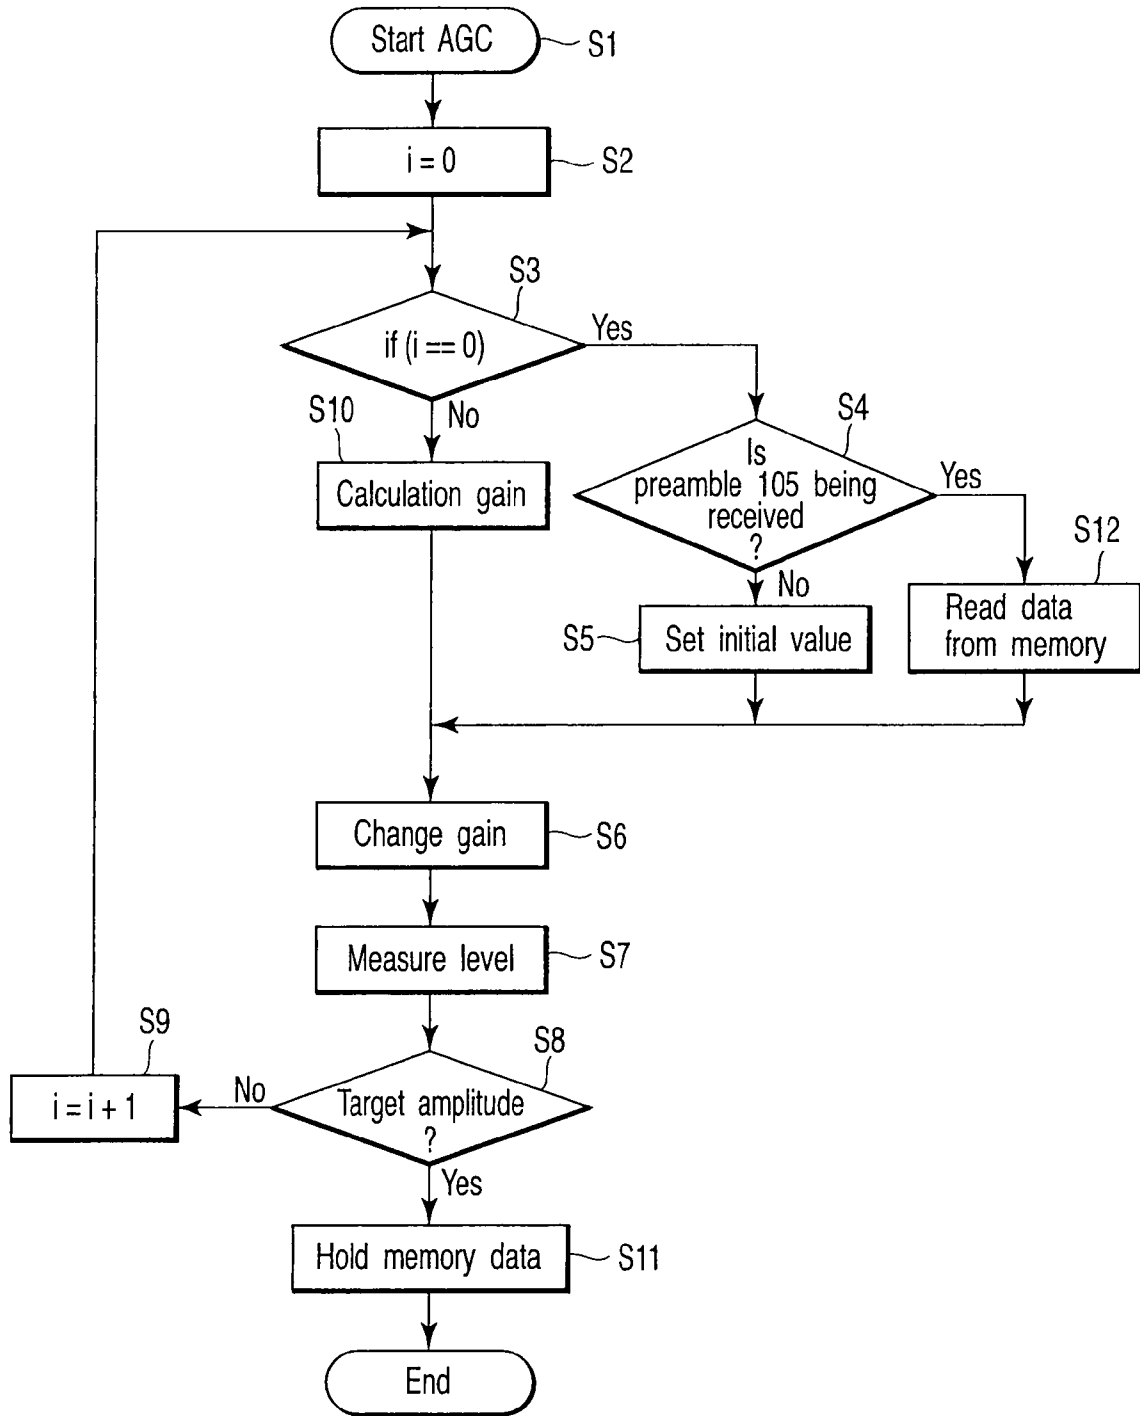 Start AGC
S1
i = 0
S2
S3
if (i == 0)
Yes
No
S10
Calculation gain
S4
Is
preamble 105 being
received
?
Yes
No
S12
Read data
from memory
S5
Set initial value
Change gain
S6
Measure level
S7
S8
Target amplitude
?
No
S9
i = i + 1
Yes
Hold memory data
S11
End